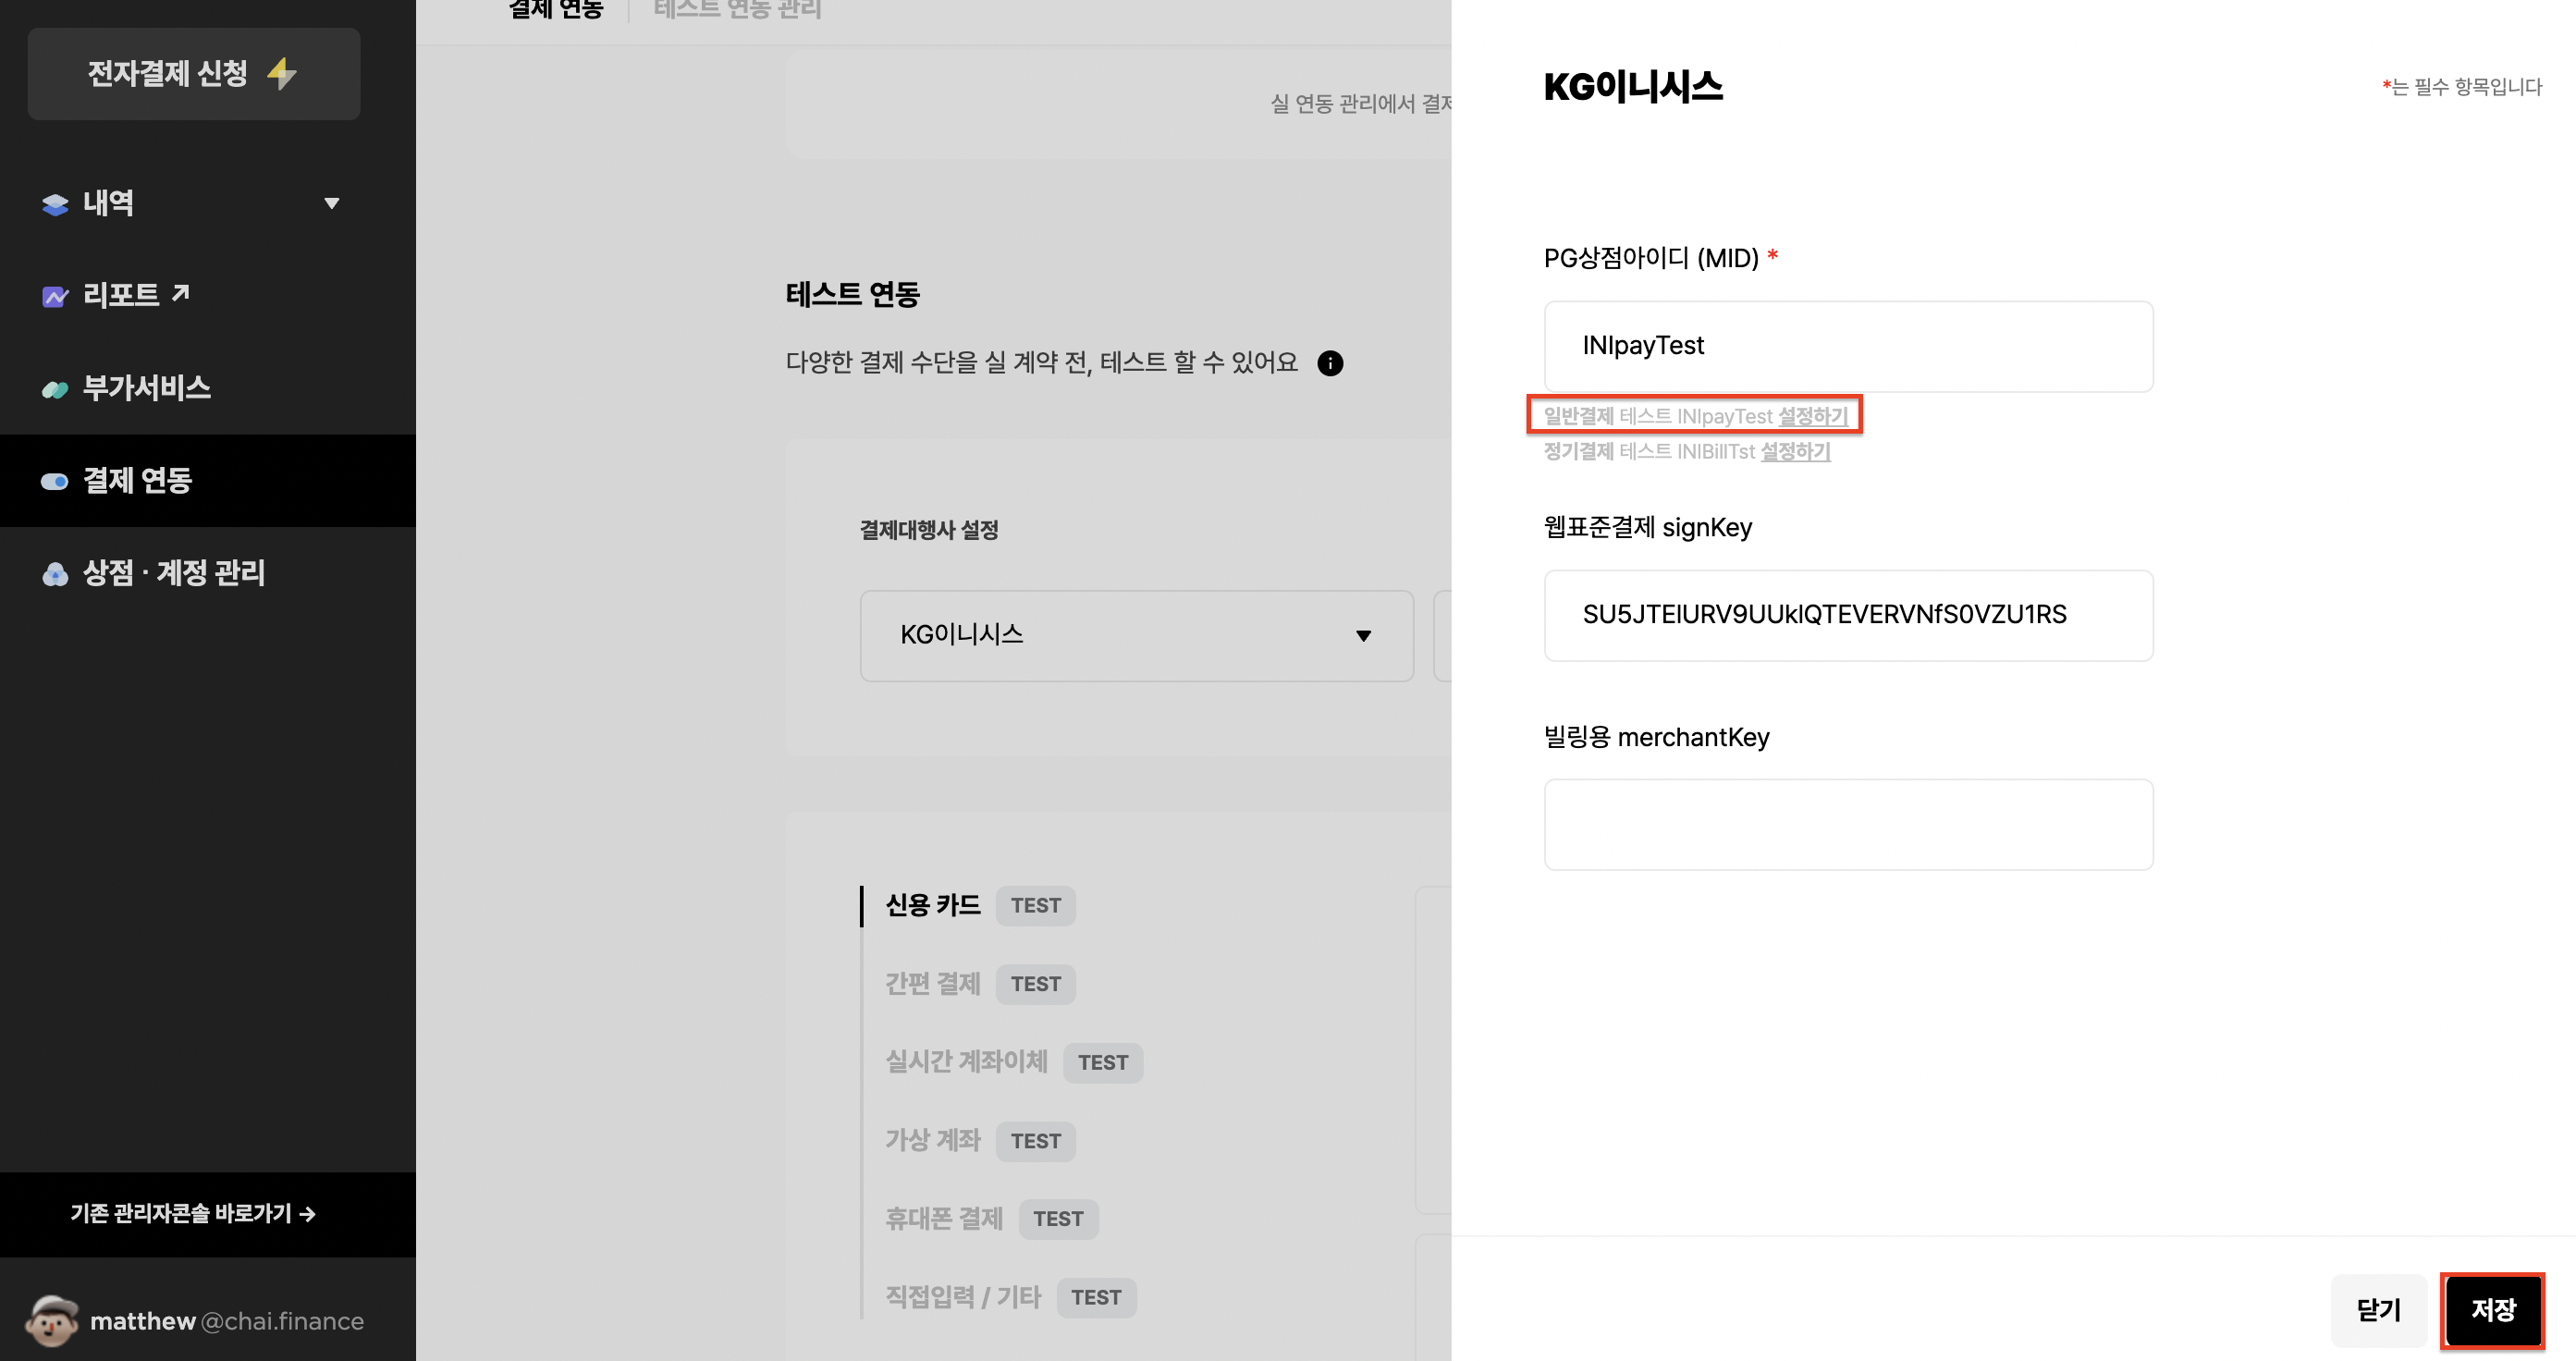 전자결제 신청
내역
리포트
부가서비스
결제 연동
상점 · 계정 관리
기존 관리자콘솔 바로가기 →
matthew @chai.finance
결제 연동
테스트 연동 관리
실 연동 관리에서 결제
테스트 연동
다양한 결제 수단을 실 계약 전, 테스트 할 수 있어요
결제대행사 설정
KG이니시스
신용 카드 TEST
간편 결제 TEST
실시간 계좌이체 TEST
가상 계좌 TEST
휴대폰 결제 TEST
직접입력 / 기타 TEST
KG이니시스
*는 필수 항목입니다
PG상점아이디 (MID) *
INIpayTest
일반결제 테스트 INIpayTest 설정하기
정기결제 테스트 INIBillTst 설정하기
웹표준결제 signKey
SU5JTElURV9UUklQTEVERVNfS0VZU1RS
빌링용 merchantKey
닫기
저장